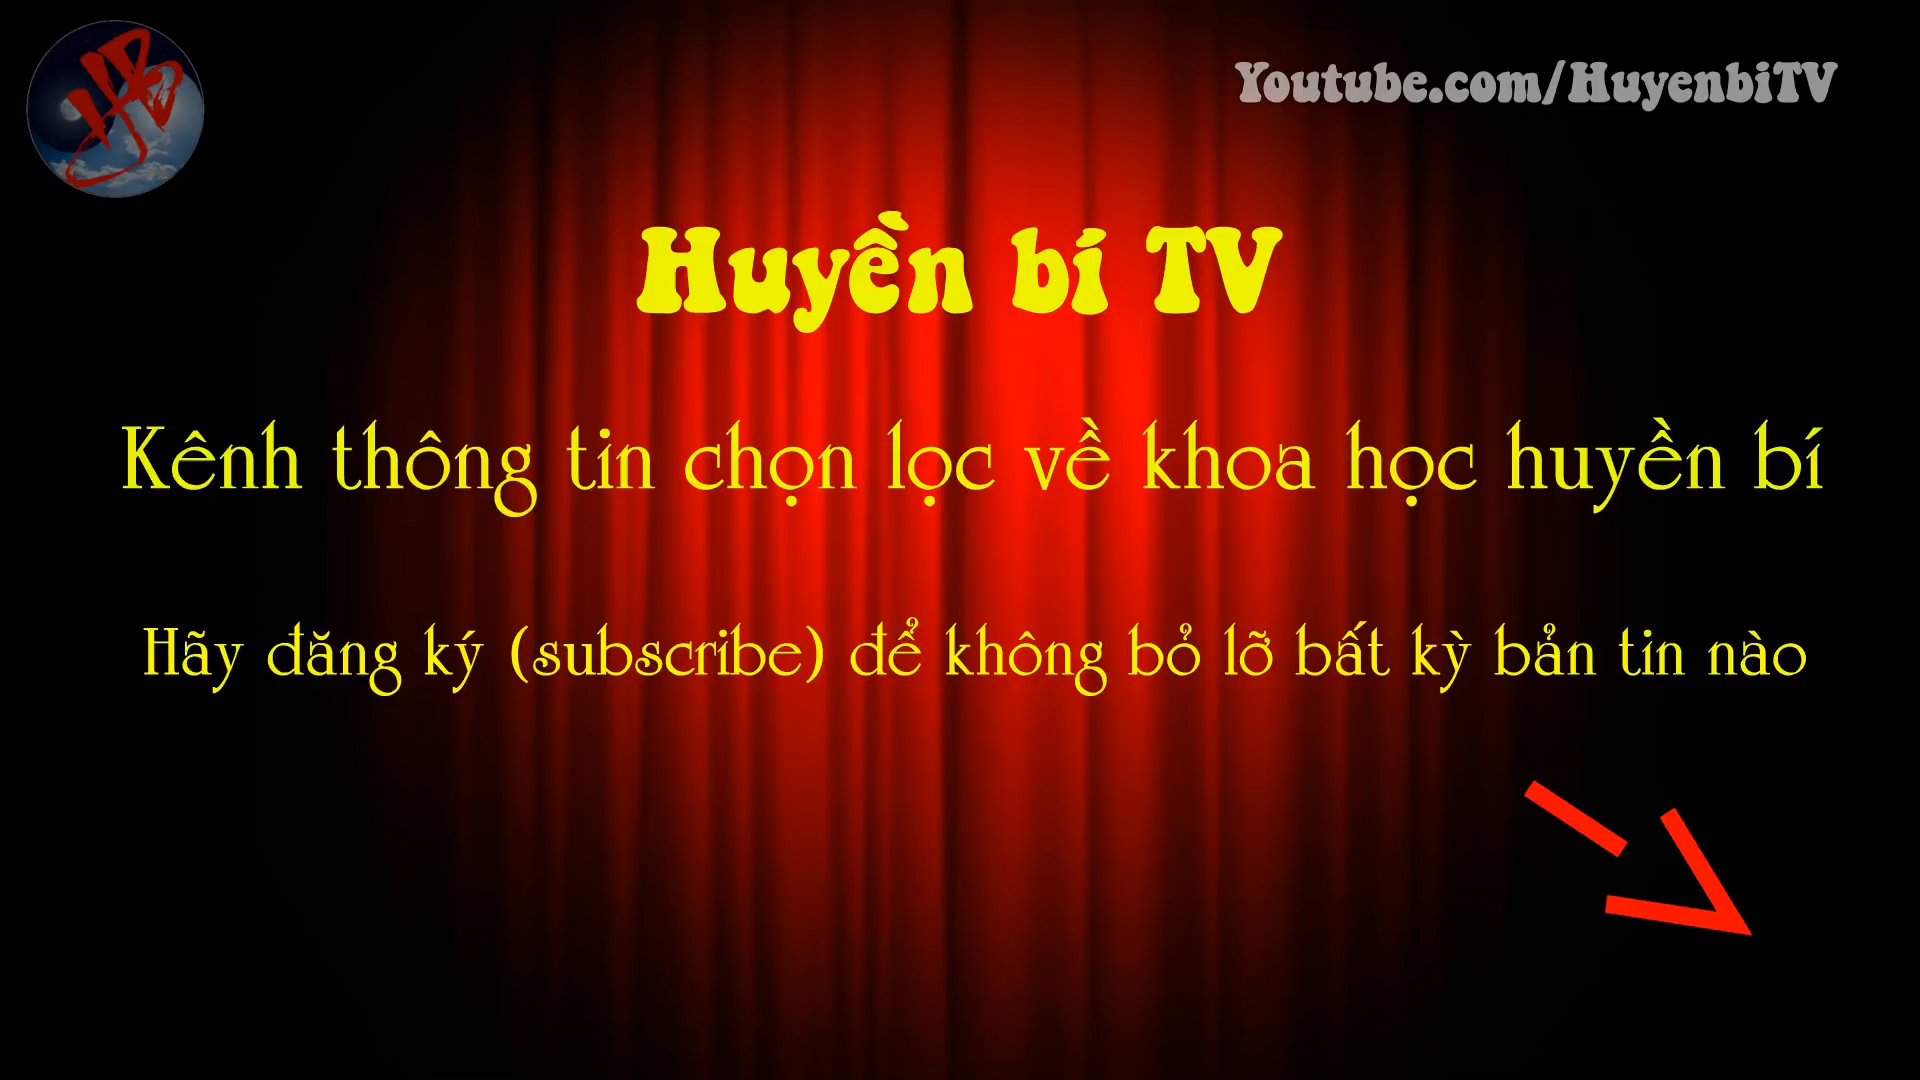 HB
Youtube.com/HuyenbiTV
Huyền bí TV
Kênh thông tin chọn lọc về khoa học huyền bí
Hãy đăng ký (subscribe) để không bỏ lỡ bất kỳ bản tin nào